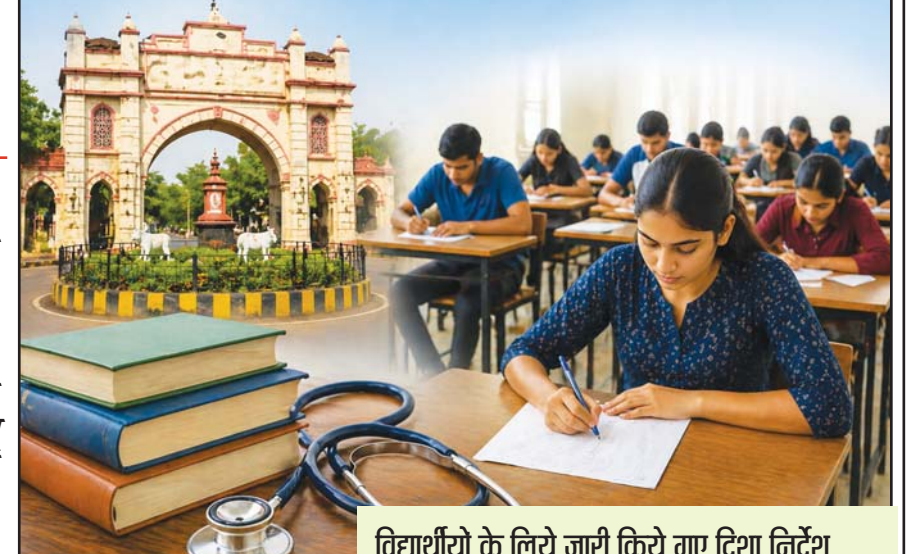 विद्यार्थीयो के लिये जारी किये गए दिशा निर्देश